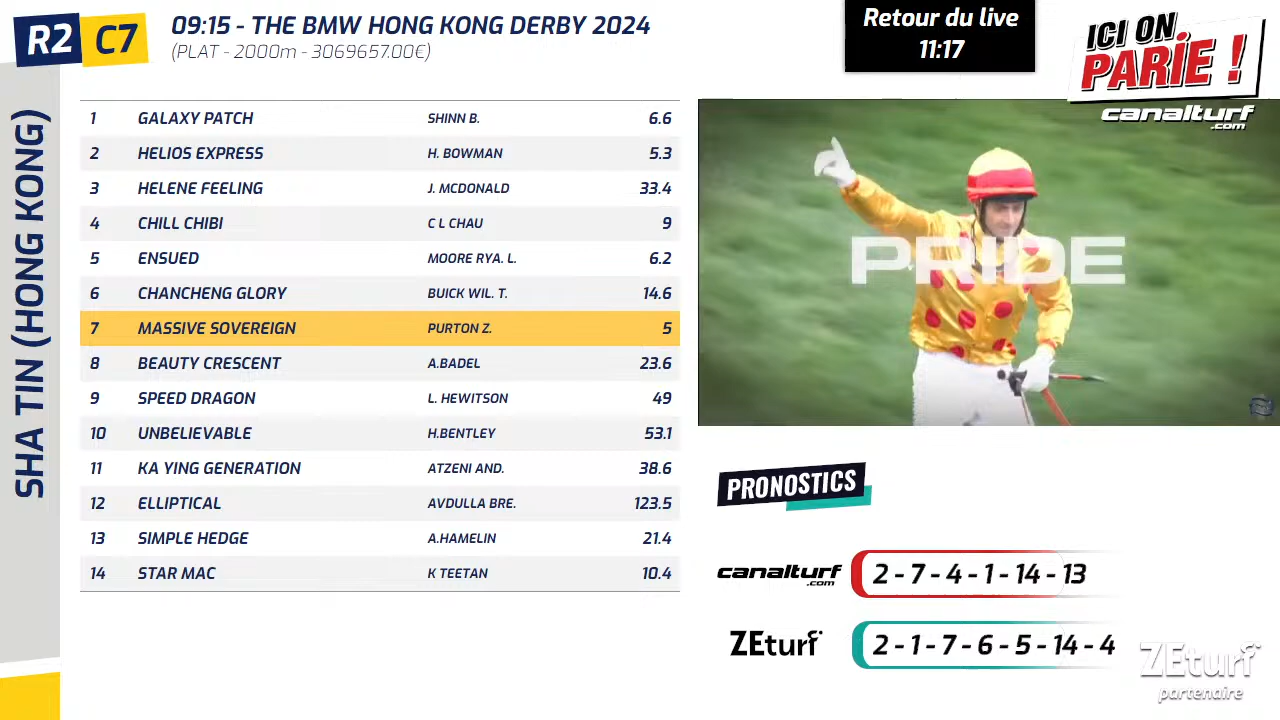 R2 C7
09:15 - THE BMW HONG KONG DERBY 2024
(PLAT - 2000m - 3069657.00€)
Retour du live
11:17
ICI ON
PARIE !
canalturf
.com
SHA TIN (HONG KONG)
1 GALAXY PATCH SHINN B. 6.6
2 HELIOS EXPRESS H. BOWMAN 5.3
3 HELENE FEELING J. MCDONALD 33.4
4 CHILL CHIBI C L CHAU 9
5 ENSUED MOORE RYA. L. 6.2
6 CHANCHENG GLORY BUICK WIL. T. 14.6
7 MASSIVE SOVEREIGN PURTON Z. 5
8 BEAUTY CRESCENT A.BADEL 23.6
9 SPEED DRAGON L. HEWITSON 49
10 UNBELIEVABLE H.BENTLEY 53.1
11 KA YING GENERATION ATZENI AND. 38.6
12 ELLIPTICAL AVDULLA BRE. 123.5
13 SIMPLE HEDGE A.HAMELIN 21.4
14 STAR MAC K TEETAN 10.4
PRIDE
PRONOSTICS
canalturf
.com
2 - 7 - 4 - 1 - 14 - 13
ZEturf
2 - 1 - 7 - 6 - 5 - 14 - 4
ZEturf
partenaire